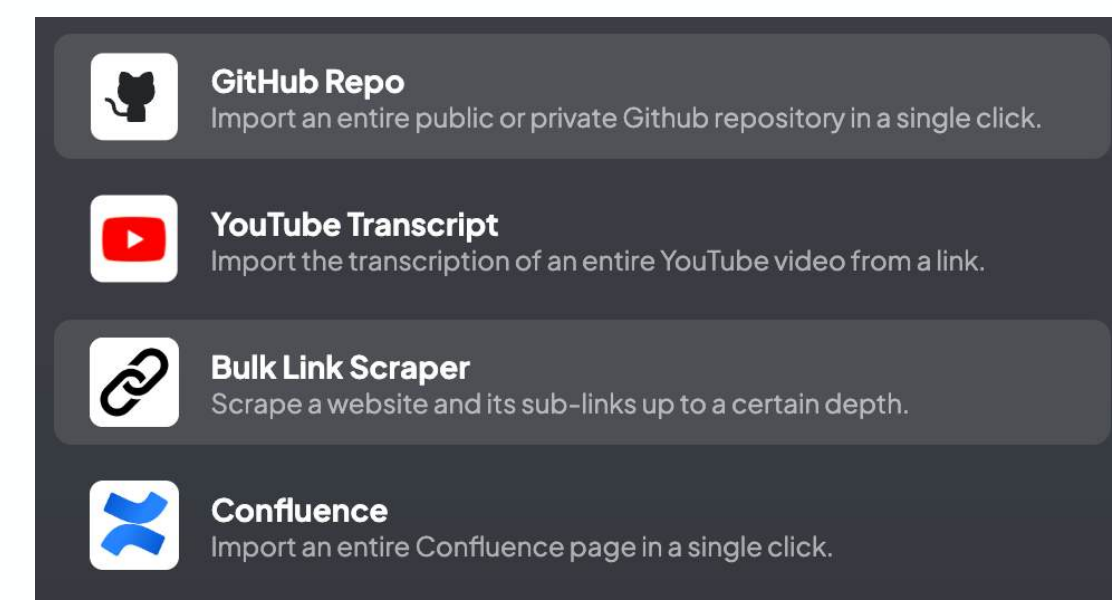 GitHub Repo
Import an entire public or private Github repository in a single click.
YouTube Transcript
Import the transcription of an entire YouTube video from a link.
Bulk Link Scraper
Scrape a website and its sub-links up to a certain depth.
Confluence
Import an entire Confluence page in a single click.